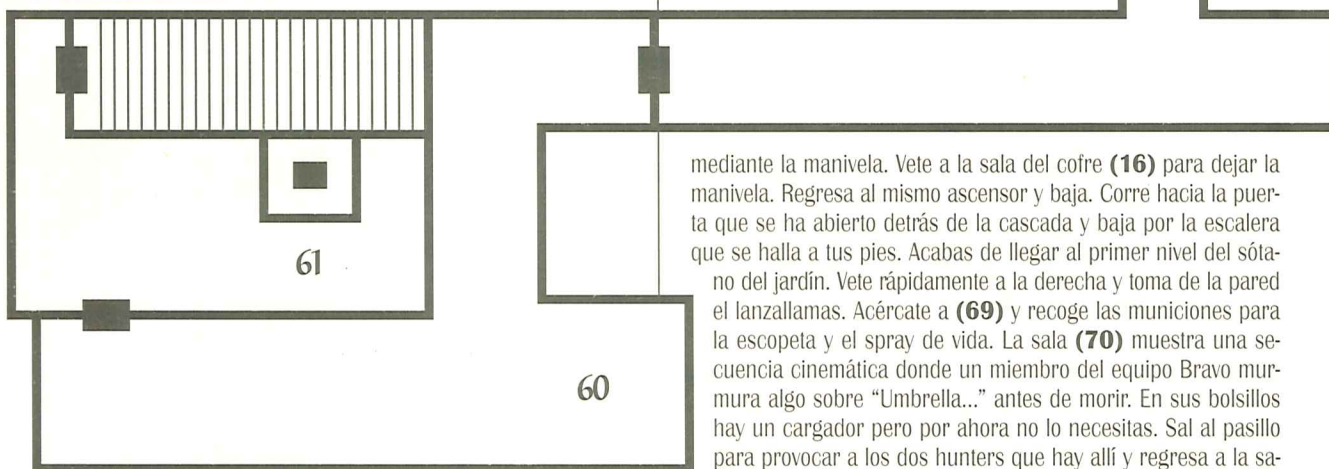 mediante la manivela. Vete a la sala del cofre (16) para dejar la
manivela. Regresa al mismo ascensor y baja. Corre hacia la puer-
ta que se ha abierto detrás de la cascada y baja por la escalera
que se halla a tus pies. Acabas de llegar al primer nivel del sóta-
no del jardín. Vete rápidamente a la derecha y toma de la pared
el lanzallamas. Acércate a (69) y recoge las municiones para
la escopeta y el spray de vida. La sala (70) muestra una se-
cuencia cinemática donde un miembro del equipo Bravo mur-
mura algo sobre “Umbrella...” antes de morir. En sus bolsillos
hay un cargador pero por ahora no lo necesitas. Sal al pasillo
para provocar a los dos hunters que hay allí y regresa a la sa-
61
60